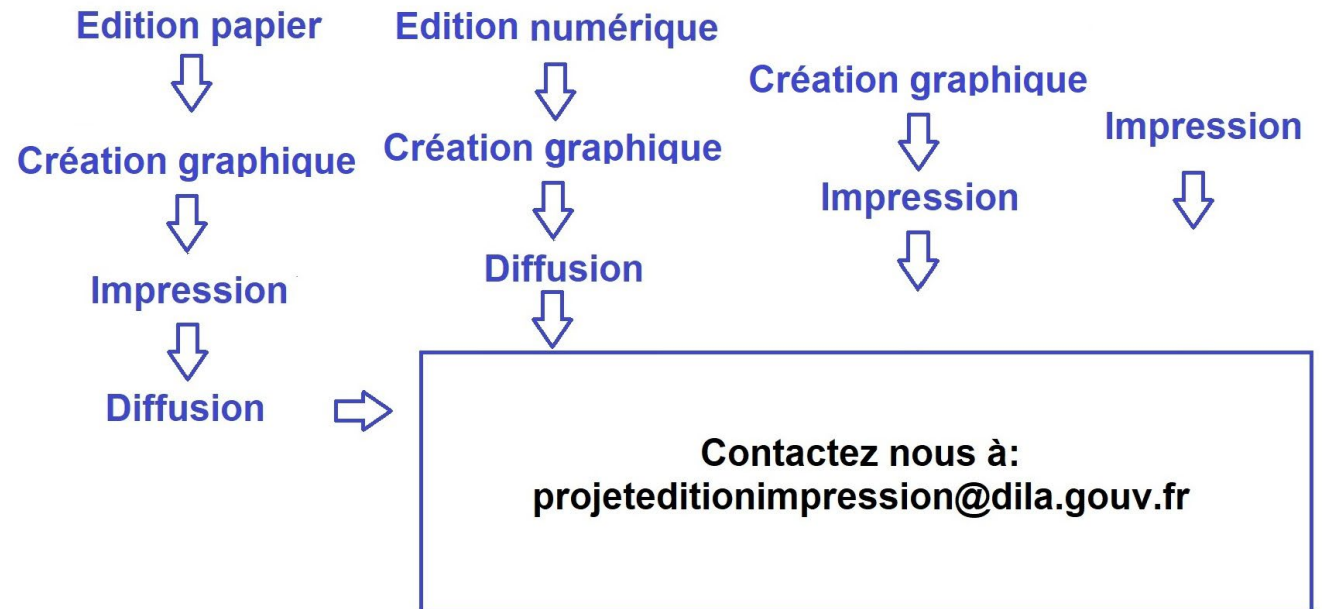 Edition papier
Création graphique
Impression
Diffusion
Edition numérique
Création graphique
Diffusion
Création graphique
Impression
Impression
Contactez nous à:
projeteditionimpression@dila.gouv.fr